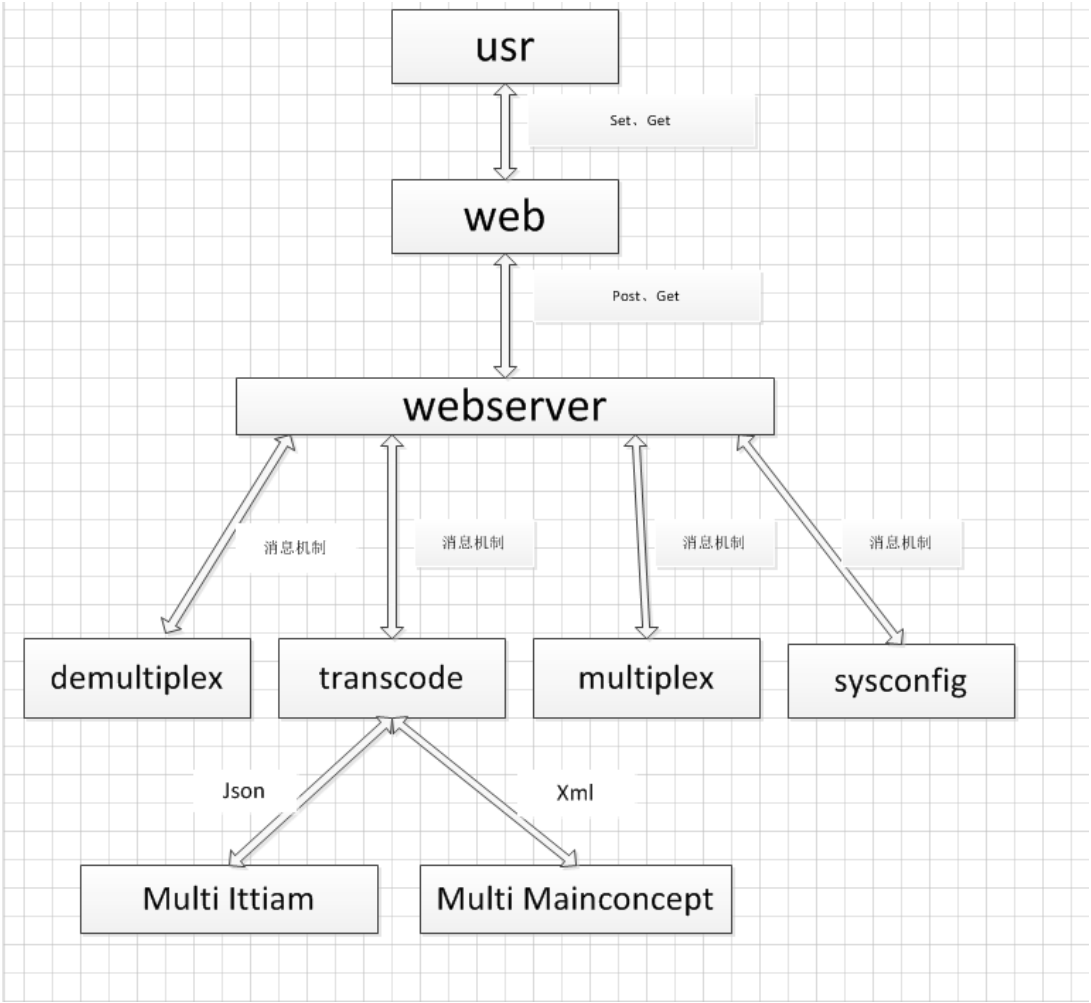 usr
Set、Get
web
Post、Get
webserver
消息机制
消息机制
消息机制
消息机制
demultiplex
transcode
multiplex
sysconfig
Json
Xml
Multi Ittiam
Multi Mainconcept